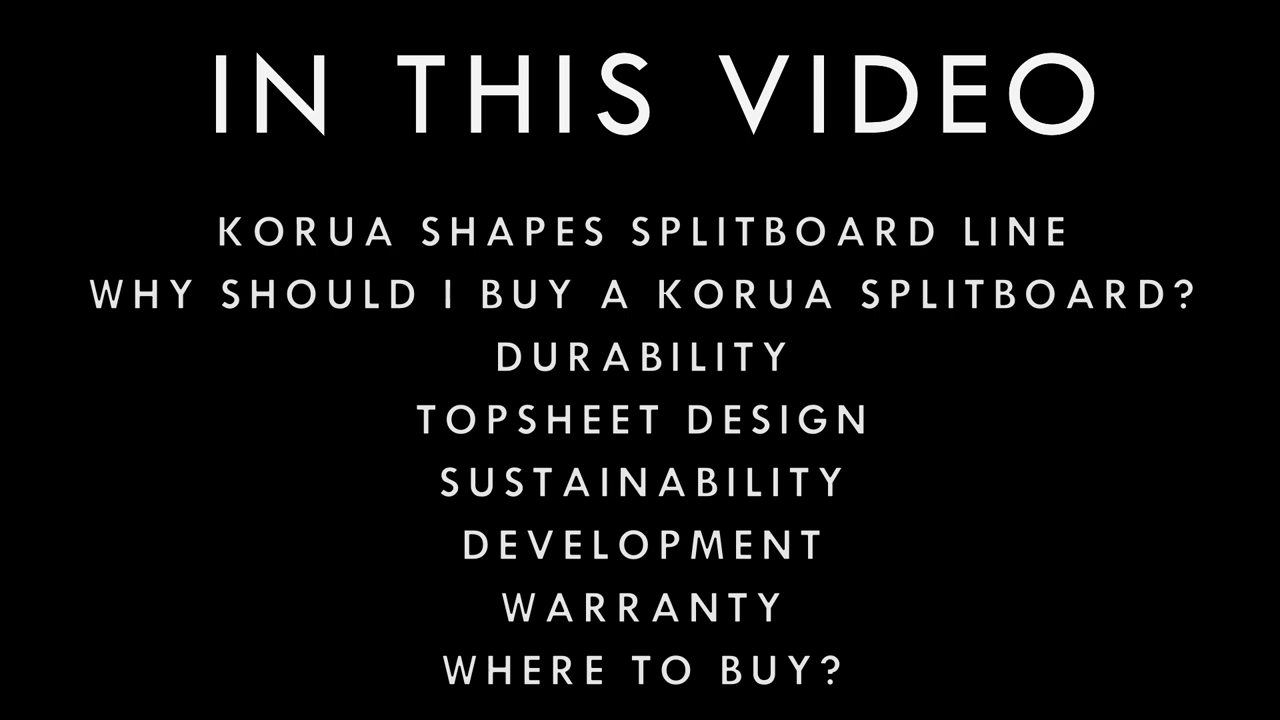 IN THIS VIDEO
KORUA SHAPES SPLITBOARD LINE
WHY SHOULD I BUY A KORUA SPLITBOARD?
DURABILITY
TOPSHEET DESIGN
SUSTAINABILITY
DEVELOPMENT
WARRANTY
WHERE TO BUY?